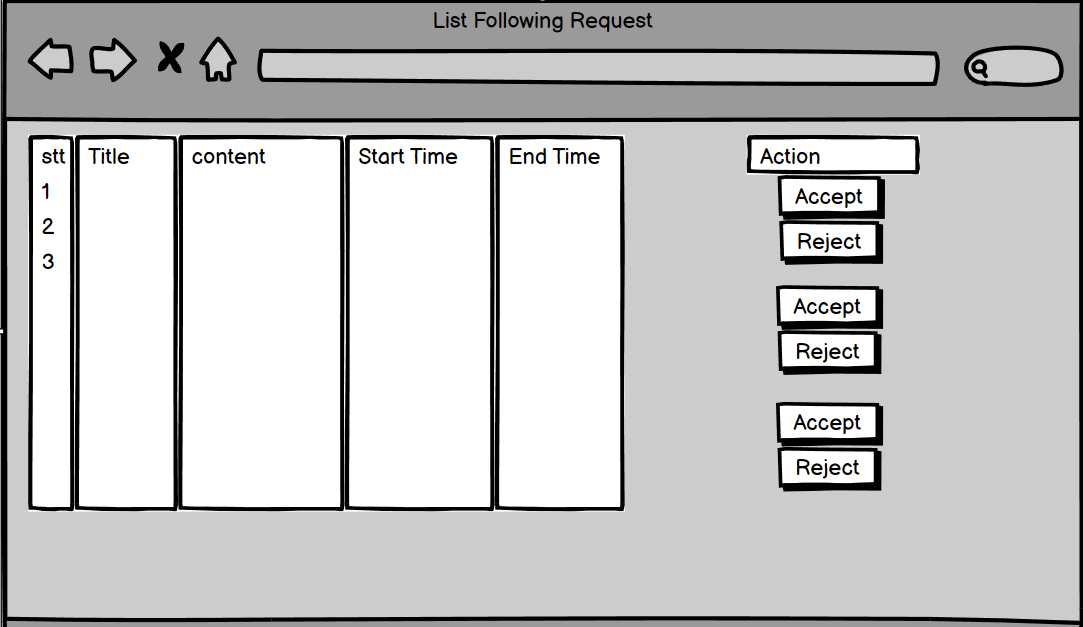 List Following Request
stt Title content Start Time End Time Action
1
2
3
Accept
Reject
Accept
Reject
Accept
Reject